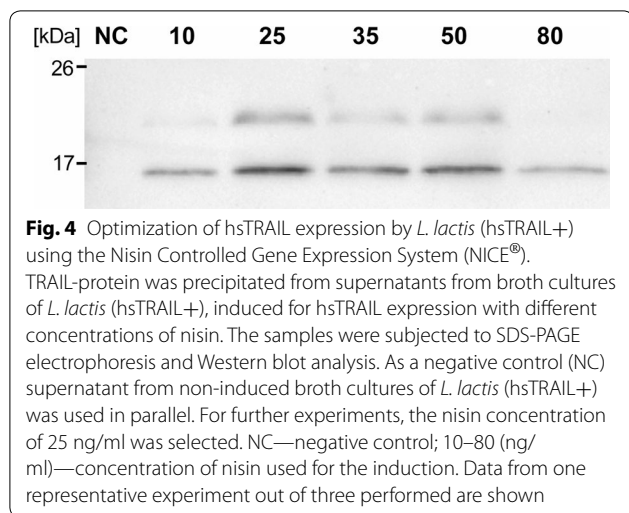 [kDa] NC 10 25 35 50 80
26
17
Fig. 4 Optimization of hsTRAIL expression by L. lactis (hsTRAIL+)
using the Nisin Controlled Gene Expression System (NICE®).
TRAIL-protein was precipitated from supernatants from broth cultures
of L. lactis (hsTRAIL+), induced for hsTRAIL expression with different
concentrations of nisin. The samples were subjected to SDS-PAGE
electrophoresis and Western blot analysis. As a negative control (NC)
supernatant from non-induced broth cultures of L. lactis (hsTRAIL+)
was used in parallel. For further experiments, the nisin concentration
of 25 ng/ml was selected. NC—negative control; 10–80 (ng/
ml)—concentration of nisin used for the induction. Data from one
representative experiment out of three performed are shown